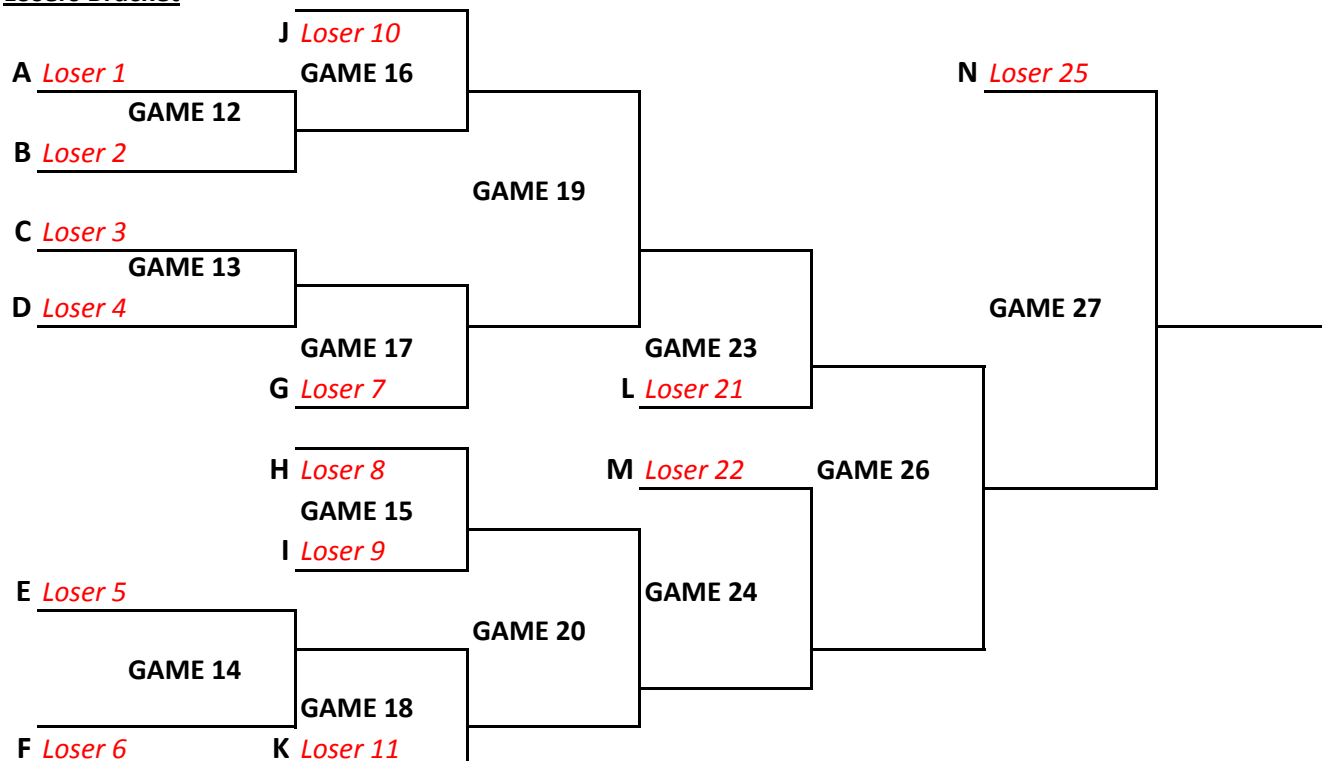 J Loser 10
A Loser 1
GAME 16
N Loser 25
GAME 12
B Loser 2
GAME 19
C Loser 3
GAME 13
D Loser 4
GAME 27
GAME 17
GAME 23
G Loser 7
L Loser 21
H Loser 8
M Loser 22
GAME 26
GAME 15
I Loser 9
E Loser 5
GAME 24
GAME 20
GAME 14
GAME 18
F Loser 6
K Loser 11